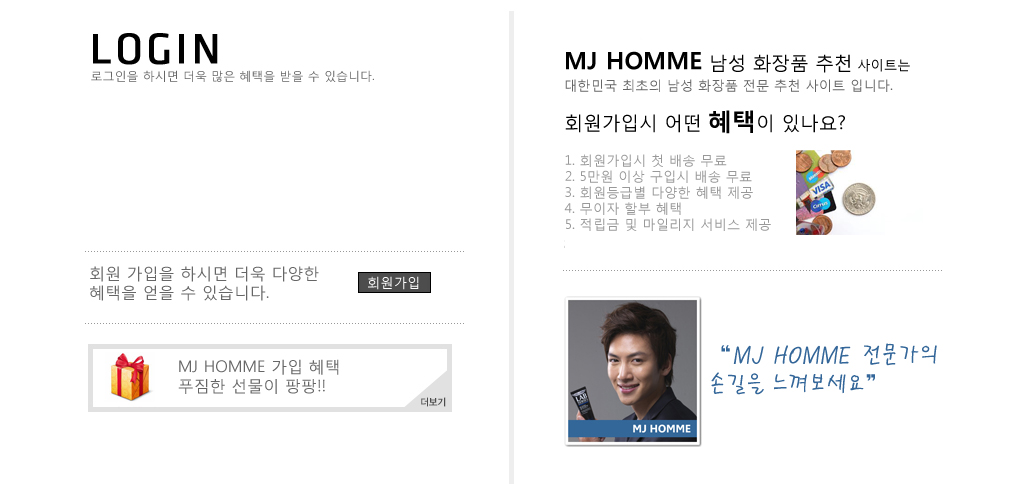 LOGIN
로그인을 하시면 더욱 많은 혜택을 받을 수 있습니다.
회원 가입을 하시면 더욱 다양한
혜택을 얻을 수 있습니다.
회원가입
MJ HOMME 가입 혜택
푸짐한 선물이 팡팡!!
더보기
MJ HOMME 남성 화장품 추천 사이트는
대한민국 최초의 남성 화장품 전문 추천 사이트 입니다.
회원가입시 어떤 혜택이 있나요?
1. 회원가입시 첫 배송 무료
2. 5만원 이상 구입시 배송 무료
3. 회원등급별 다양한 혜택 제공
4. 무이자 할부 혜택
5. 적립금 및 마일리지 서비스 제공
VISA
Cirrus
LAB
MJ HOMME
“MJ HOMME 전문가의
손길을 느껴보세요”